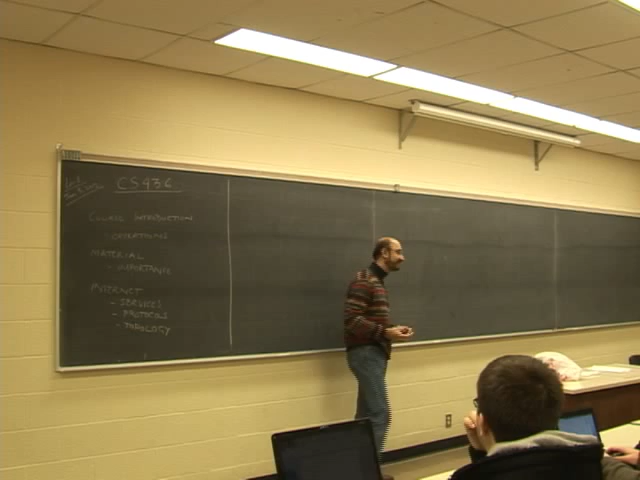 CS436
COURSE INTRODUCTION
- OPERATIONS
MATERIAL
- IMPORTANCE
INTERNET
- SERVICES
- PROTOCOLS
- TOPOLOGY